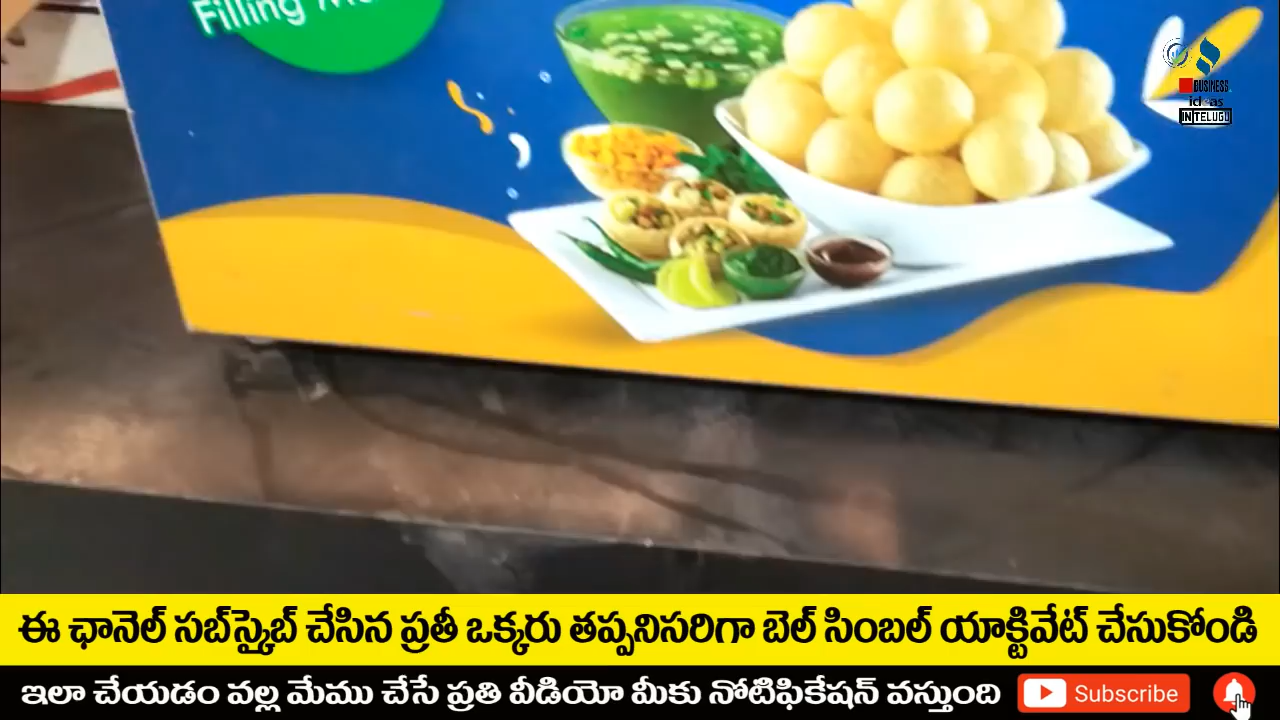 Filling
BUSINESS
ideas
IN TELUGU
ఈ ఛానెల్ సబ్‌స్క్రైబ్ చేసిన ప్రతీ ఒక్కరు తప్పనిసరిగా బెల్ సింబల్ యాక్టివేట్ చేసుకోండి
ఇలా చేయడం వల్ల మేము చేసే ప్రతి వీడియో మీకు నోటిఫికేషన్ వస్తుంది
Subscribe